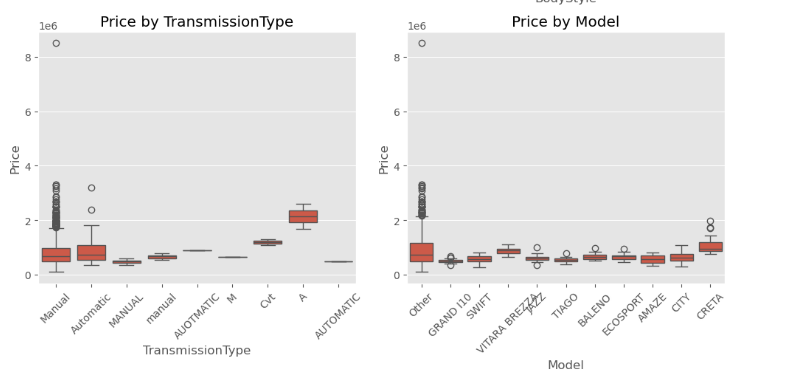 BodyStyle
Price by TransmissionType
1e6
8
6
4
2
0
Price
Manual
Automatic
MANUAL
manual
AUOTMATIC
M
Cvt
A
AUTOMATIC
TransmissionType
Price by Model
1e6
8
6
4
2
0
Price
Other
GRAND I10
SWIFT
VITARA BREZZA
JAZZ
TIAGO
BALENO
ECOSPORT
AMAZE
CITY
CRETA
Model